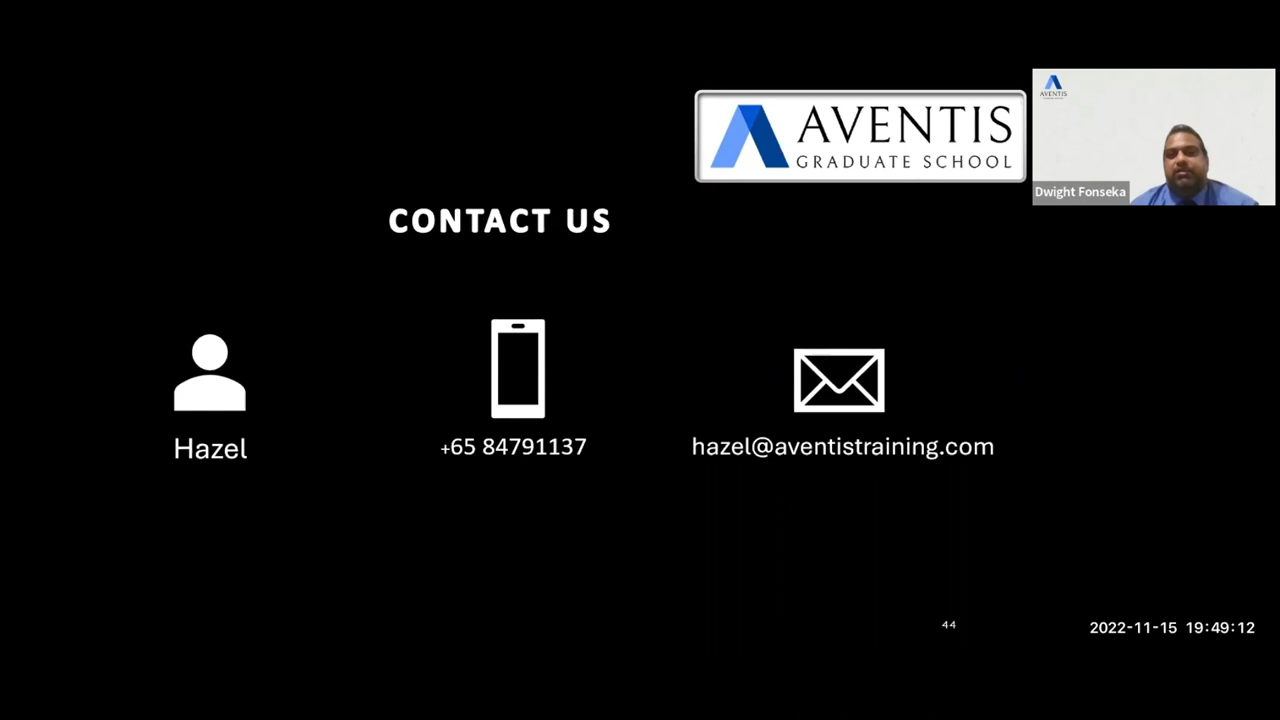 AVENTIS
GRADUATE SCHOOL
AVENTIS
Dwight Fonseka
CONTACT US
Hazel
+65 84791137
hazel@aventistraining.com
44
2022-11-15 19:49:12